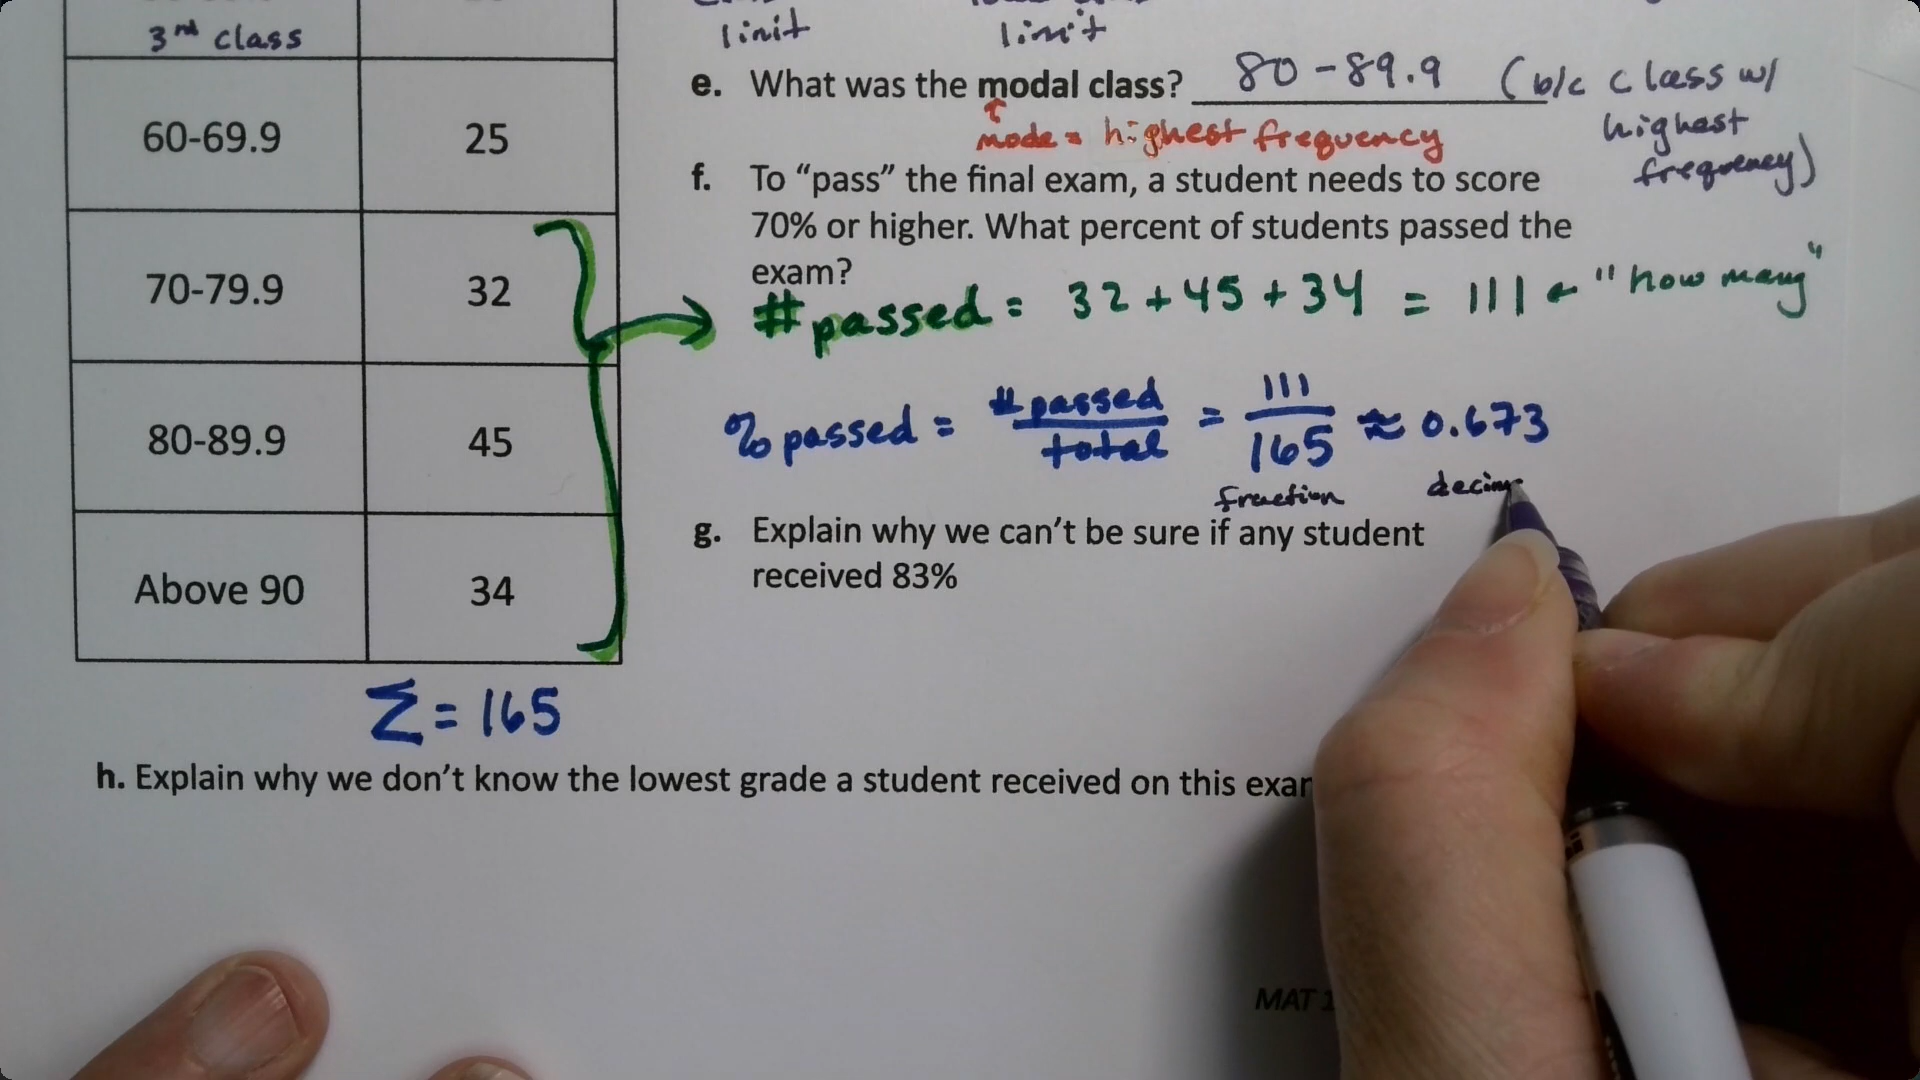 3rd class
60-69.9 25
70-79.9 32
80-89.9 45
Above 90 34
Σ = 165
limit limit
e. What was the modal class? 80 - 89.9 (b/c class w/
highest
frequency)
mode = highest frequency
f. To “pass” the final exam, a student needs to score
70% or higher. What percent of students passed the
exam?
# passed = 32 + 45 + 34 = 111 ← "how many"
% passed = # passed / total = 111 / 165 ≈ 0.673
fraction decim
g. Explain why we can’t be sure if any student
received 83%
h. Explain why we don’t know the lowest grade a student received on this exam
MAT 1